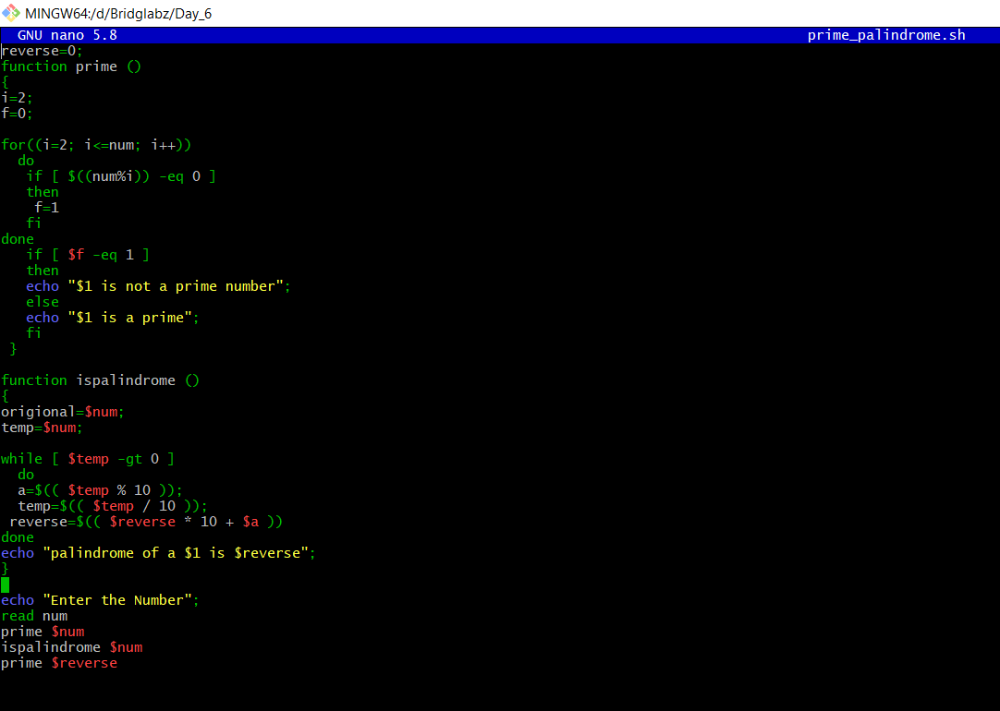 MINGW64:/d/Bridglabz/Day_6
GNU nano 5.8 prime_palindrome.sh
reverse=0;
function prime ()
{
i=2;
f=0;
for((i=2; i<=num; i++))
do
if [ $((num%i)) -eq 0 ]
then
f=1
fi
done
if [ $f -eq 1 ]
then
echo "$1 is not a prime number";
else
echo "$1 is a prime";
fi
}
function ispalindrome ()
{
origional=$num;
temp=$num;
while [ $temp -gt 0 ]
do
a=$(( $temp % 10 ));
temp=$(( $temp / 10 ));
reverse=$(( $reverse * 10 + $a ))
done
echo "palindrome of a $1 is $reverse";
}
echo "Enter the Number";
read num
prime $num
ispalindrome $num
prime $reverse